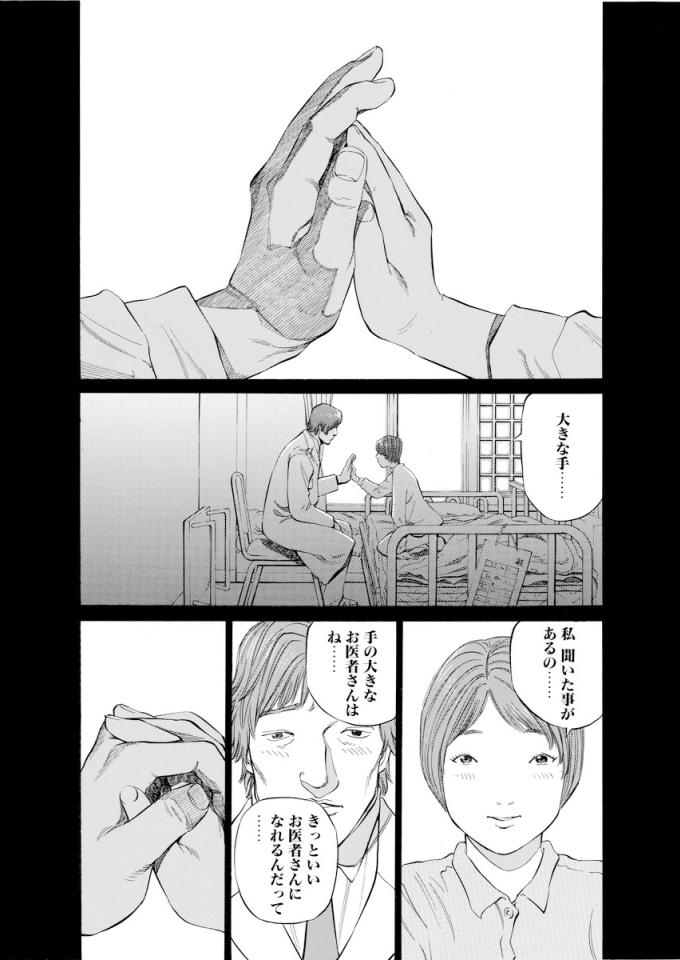 大きな手……
私 聞いた事が
あるの……
手の大きな
お医者さんは
ね……
きっといい
お医者さんに
なれるんだって
……